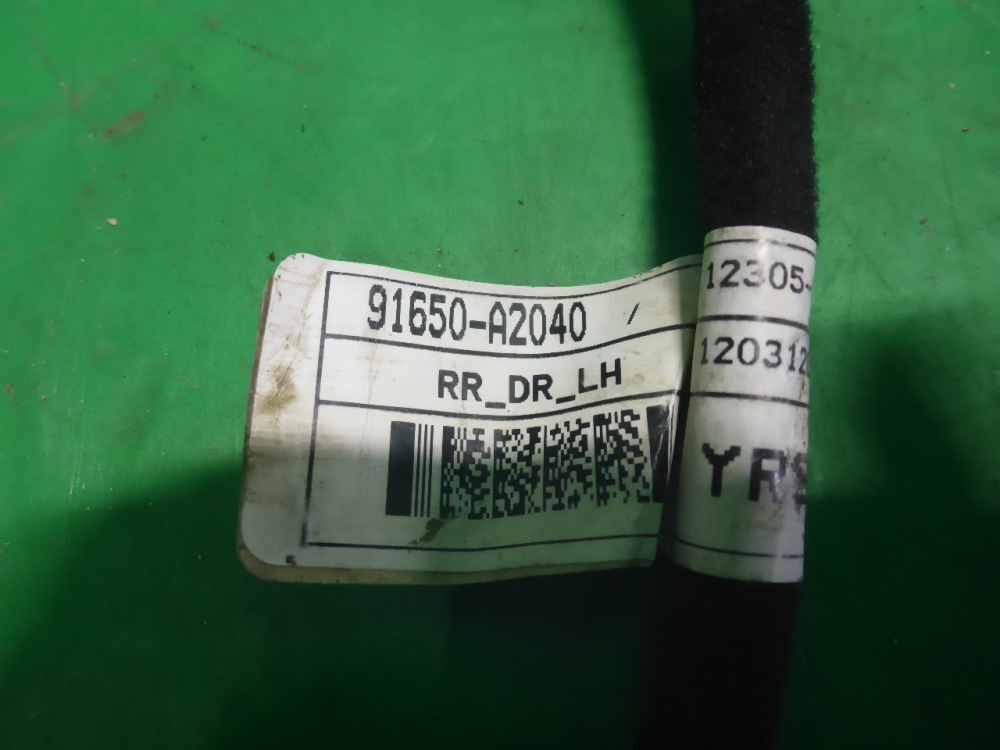 91650-A2040 /
RR_DR_LH
12305-
120312
YRS